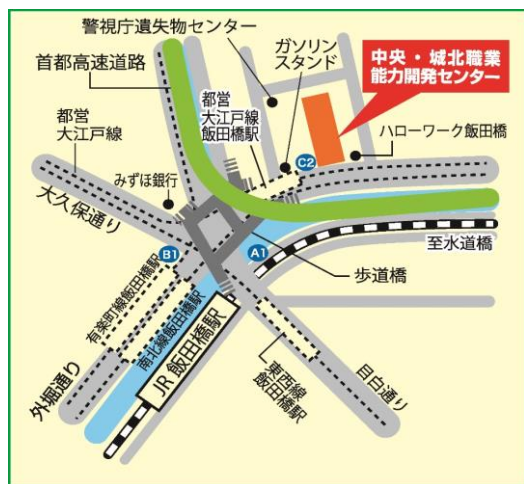 警視庁遺失物センター
首都高速道路
ガソリン
スタンド
中央・城北職業
能力開発センター
都営
大江戸線
都営
大江戸線
飯田橋駅
ハローワーク飯田橋
C2
みずほ銀行
大久保通り
B1
A1
至水道橋
歩道橋
有楽町線飯田橋駅
南北線飯田橋駅
JR 飯田橋駅
外堀通り
東西線
飯田橋駅
目白通り